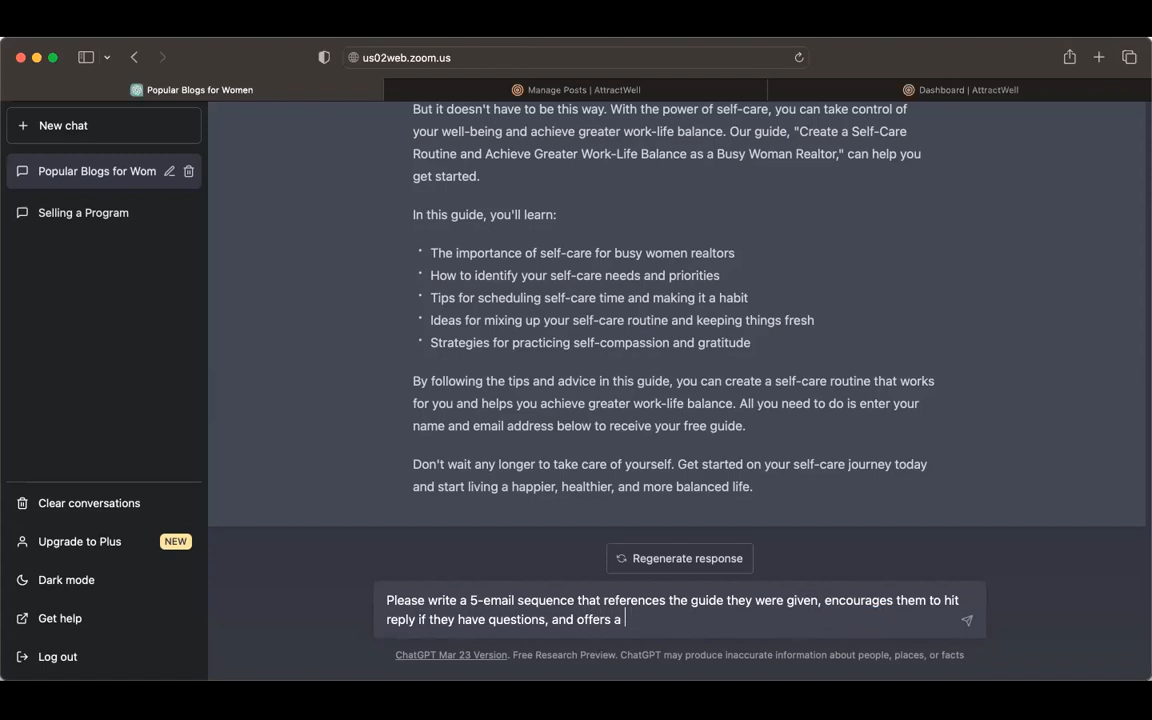 us02web.zoom.us
Popular Blogs for Women
Manage Posts | AttractWell
Dashboard | AttractWell
New chat
Popular Blogs for Wom
Selling a Program
Clear conversations
Upgrade to Plus
NEW
Dark mode
Get help
Log out
But it doesn't have to be this way. With the power of self-care, you can take control of
your well-being and achieve greater work-life balance. Our guide, "Create a Self-Care
Routine and Achieve Greater Work-Life Balance as a Busy Woman Realtor," can help you
get started.
In this guide, you'll learn:
• The importance of self-care for busy women realtors
• How to identify your self-care needs and priorities
• Tips for scheduling self-care time and making it a habit
• Ideas for mixing up your self-care routine and keeping things fresh
• Strategies for practicing self-compassion and gratitude
By following the tips and advice in this guide, you can create a self-care routine that works
for you and helps you achieve greater work-life balance. All you need to do is enter your
name and email address below to receive your free guide.
Don't wait any longer to take care of yourself. Get started on your self-care journey today
and start living a happier, healthier, and more balanced life.
Regenerate response
Please write a 5-email sequence that references the guide they were given, encourages them to hit
reply if they have questions, and offers a
ChatGPT Mar 23 Version. Free Research Preview. ChatGPT may produce inaccurate information about people, places, or facts